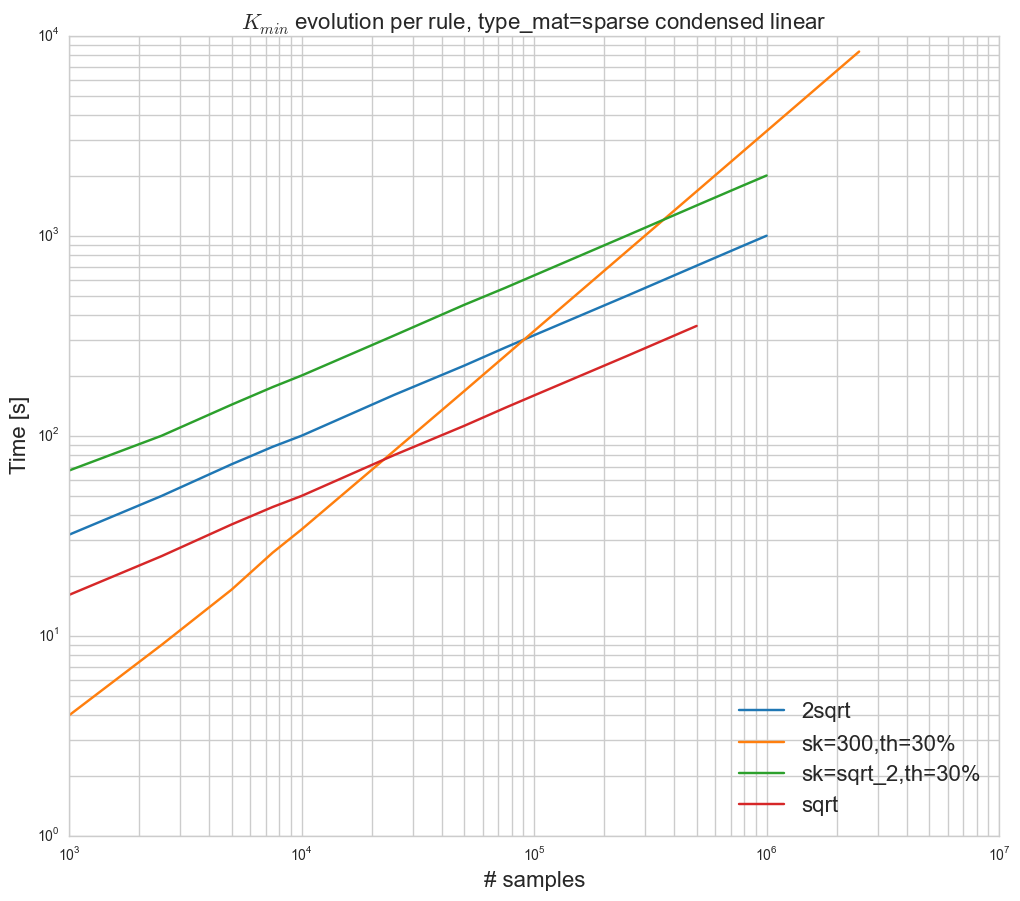 K_min evolution per rule, type_mat=sparse condensed linear
10^4
10^3
10^2
10^1
10^0
Time [s]
2sqrt
sk=300,th=30%
sk=sqrt_2,th=30%
sqrt
10^3 10^4 10^5 10^6 10^7
# samples